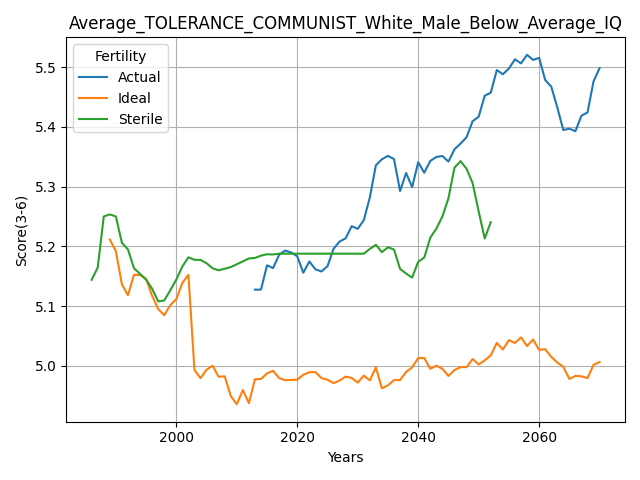 Average_TOLERANCE_COMMUNIST_White_Male_Below_Average_IQ
Fertility
Actual
Ideal
Sterile
Score(3-6)
5.5
5.4
5.3
5.2
5.1
5.0
2000
2020
2040
2060
Years